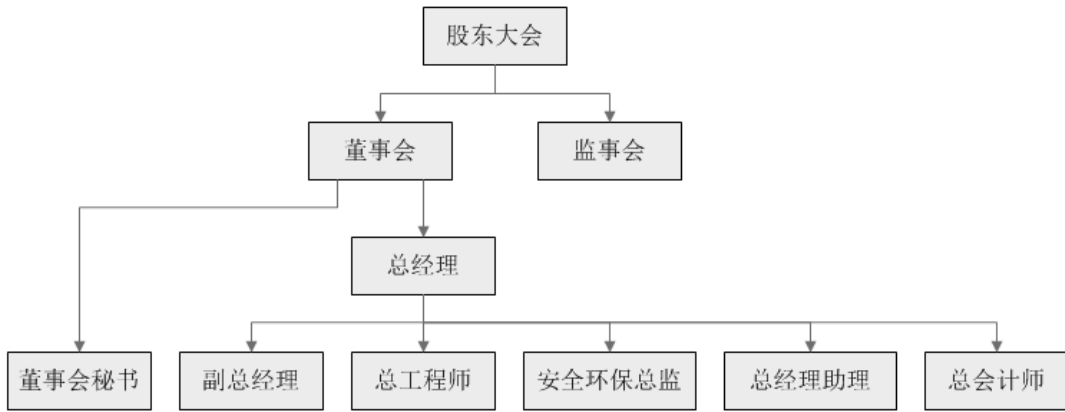 股东大会
董事会
监事会
总经理
董事会秘书
副总经理
总工程师
安全环保总监
总经理助理
总会计师